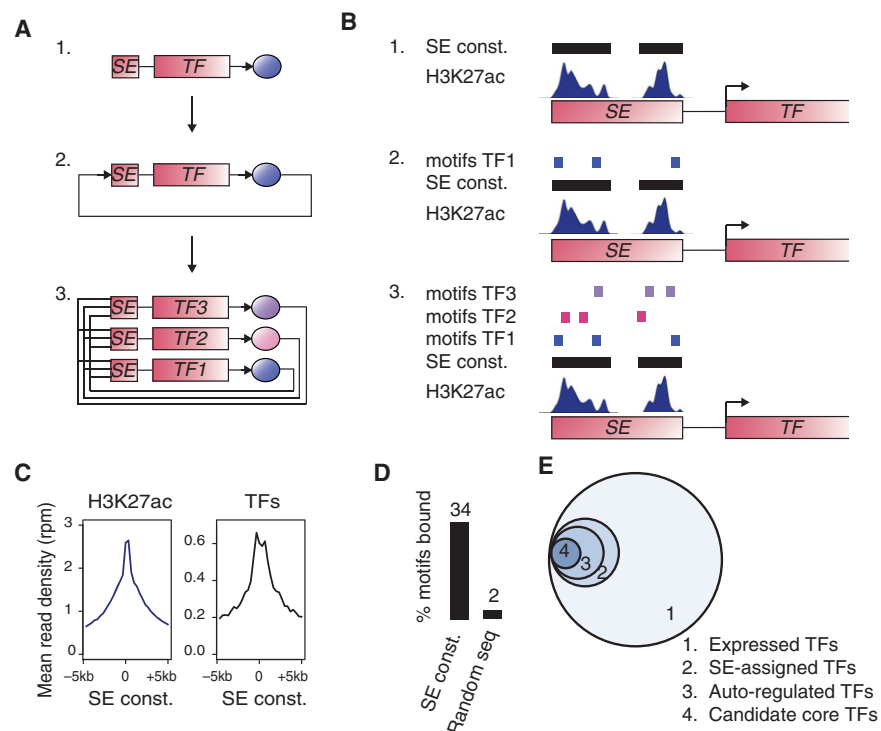 A
1.
SE TF
2.
SE TF
3.
SE TF3
SE TF2
SE TF1
B
1. SE const.
H3K27ac
SE TF
2. motifs TF1
SE const.
H3K27ac
SE TF
3. motifs TF3
motifs TF2
motifs TF1
SE const.
H3K27ac
SE TF
C
H3K27ac TFs
Mean read density (rpm)
3
2
1
0
−5kb 0 +5kb
SE const.
0.6
0.4
0.2
0.0
−5kb 0 +5kb
SE const.
D
% motifs bound
34
2
SE const.
Random seq
E
4
3
2
1
1. Expressed TFs
2. SE-assigned TFs
3. Auto-regulated TFs
4. Candidate core TFs